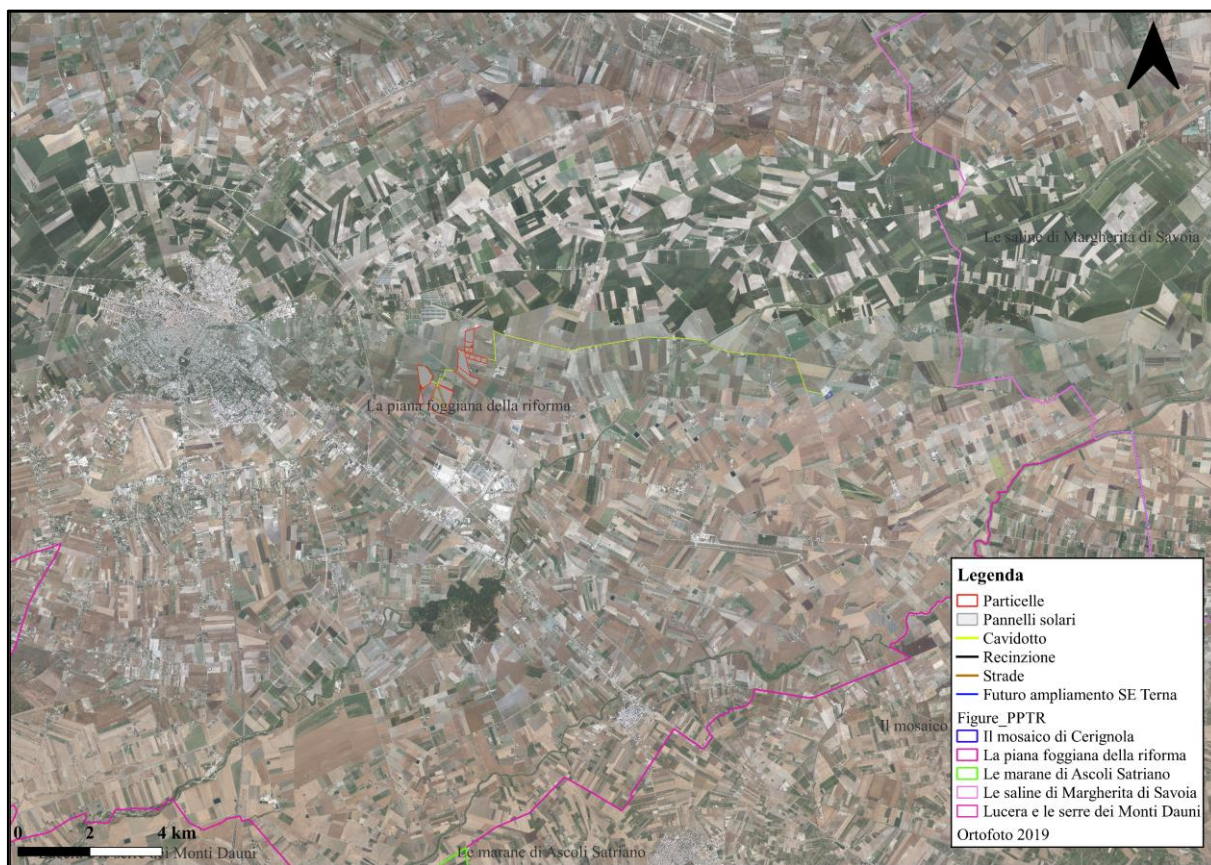 Le saline di Margherita di Savoia
La piana foggiana della riforma
Il mosaico
Legenda
Particelle
Pannelli solari
Cavidotto
Recinzione
Strade
Futuro ampliamento SE Terna
Figure_PPTR
Il mosaico di Cerignola
La piana foggiana della riforma
Le marane di Ascoli Satriano
Le saline di Margherita di Savoia
Lucera e le serre dei Monti Dauni
Ortofoto 2019
0 2 4 km
serre dei Monti Dauni
Le marane di Ascoli Satriano